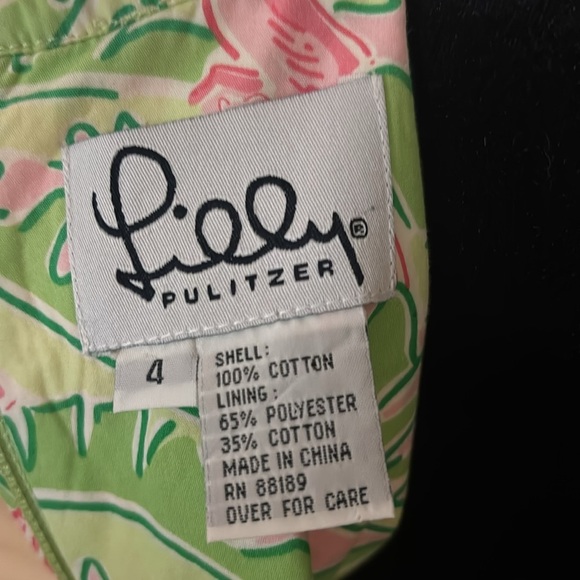 Lilly®
PULITZER
4
SHELL:
100% COTTON
LINING:
65% POLYESTER
35% COTTON
MADE IN CHINA
RN 88189
OVER FOR CARE